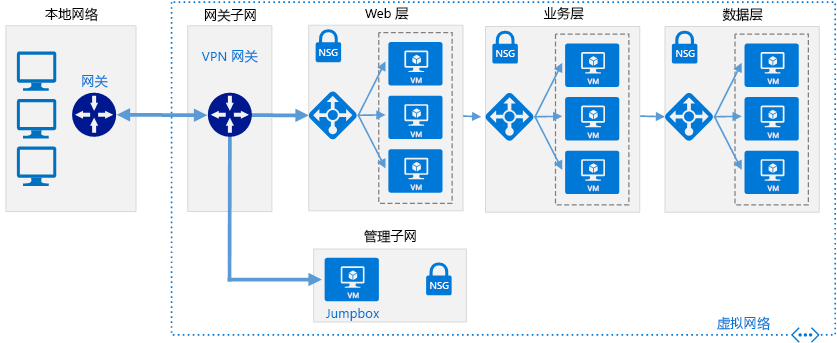 本地网络
网关子网
Web 层
业务层
数据层
网关
VPN 网关
NSG
VM
VM
VM
NSG
VM
VM
VM
NSG
VM
VM
VM
管理子网
VM
NSG
Jumpbox
虚拟网络